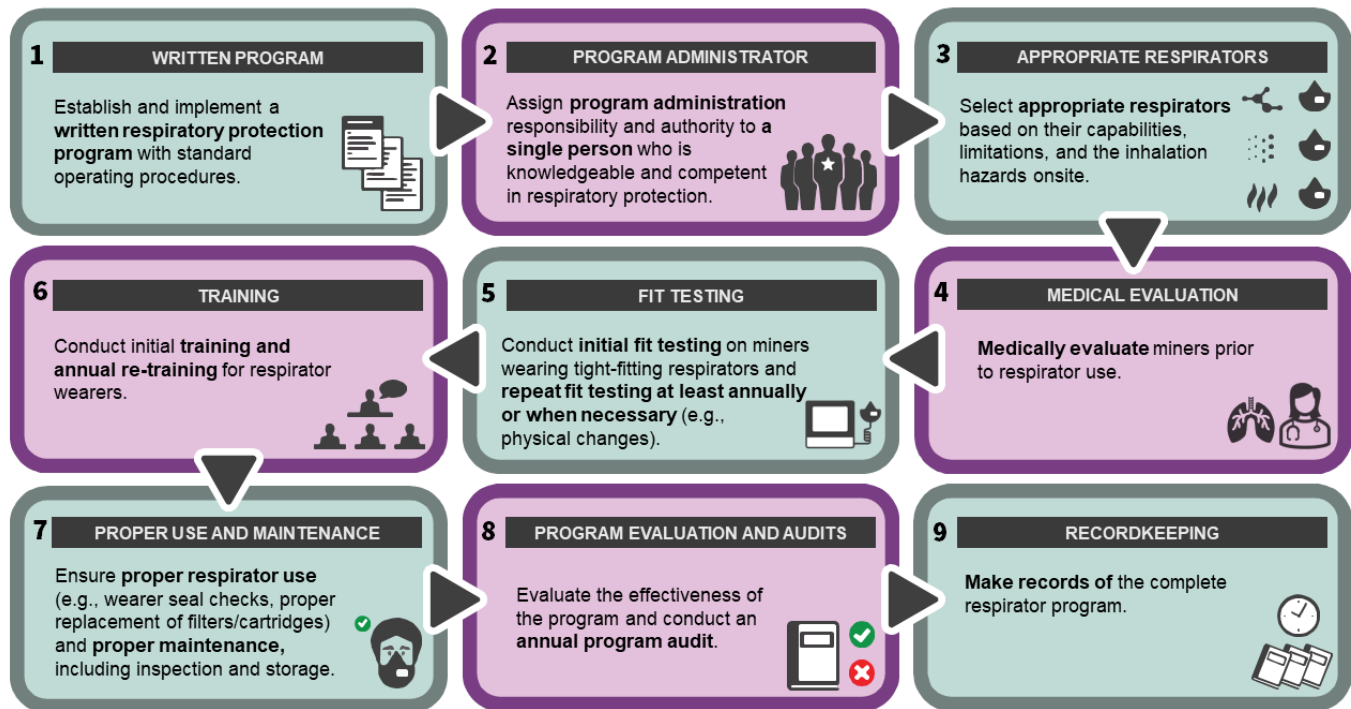 1
WRITTEN PROGRAM
Establish and implement a
written respiratory protection
program with standard
operating procedures.
2
PROGRAM ADMINISTRATOR
Assign program administration
responsibility and authority to a
single person who is
knowledgeable and competent
in respiratory protection.
3
APPROPRIATE RESPIRATORS
Select appropriate respirators
based on their capabilities,
limitations, and the inhalation
hazards onsite.
4
MEDICAL EVALUATION
Medically evaluate miners prior
to respirator use.
5
FIT TESTING
Conduct initial fit testing on miners
wearing tight-fitting respirators and
repeat fit testing at least annually
or when necessary (e.g.,
physical changes).
6
TRAINING
Conduct initial training and
annual re-training for respirator
wearers.
7
PROPER USE AND MAINTENANCE
Ensure proper respirator use
(e.g., wearer seal checks, proper
replacement of filters/cartridges)
and proper maintenance,
including inspection and storage.
8
PROGRAM EVALUATION AND AUDITS
Evaluate the effectiveness of
the program and conduct an
annual program audit.
9
RECORDKEEPING
Make records of the complete
respirator program.